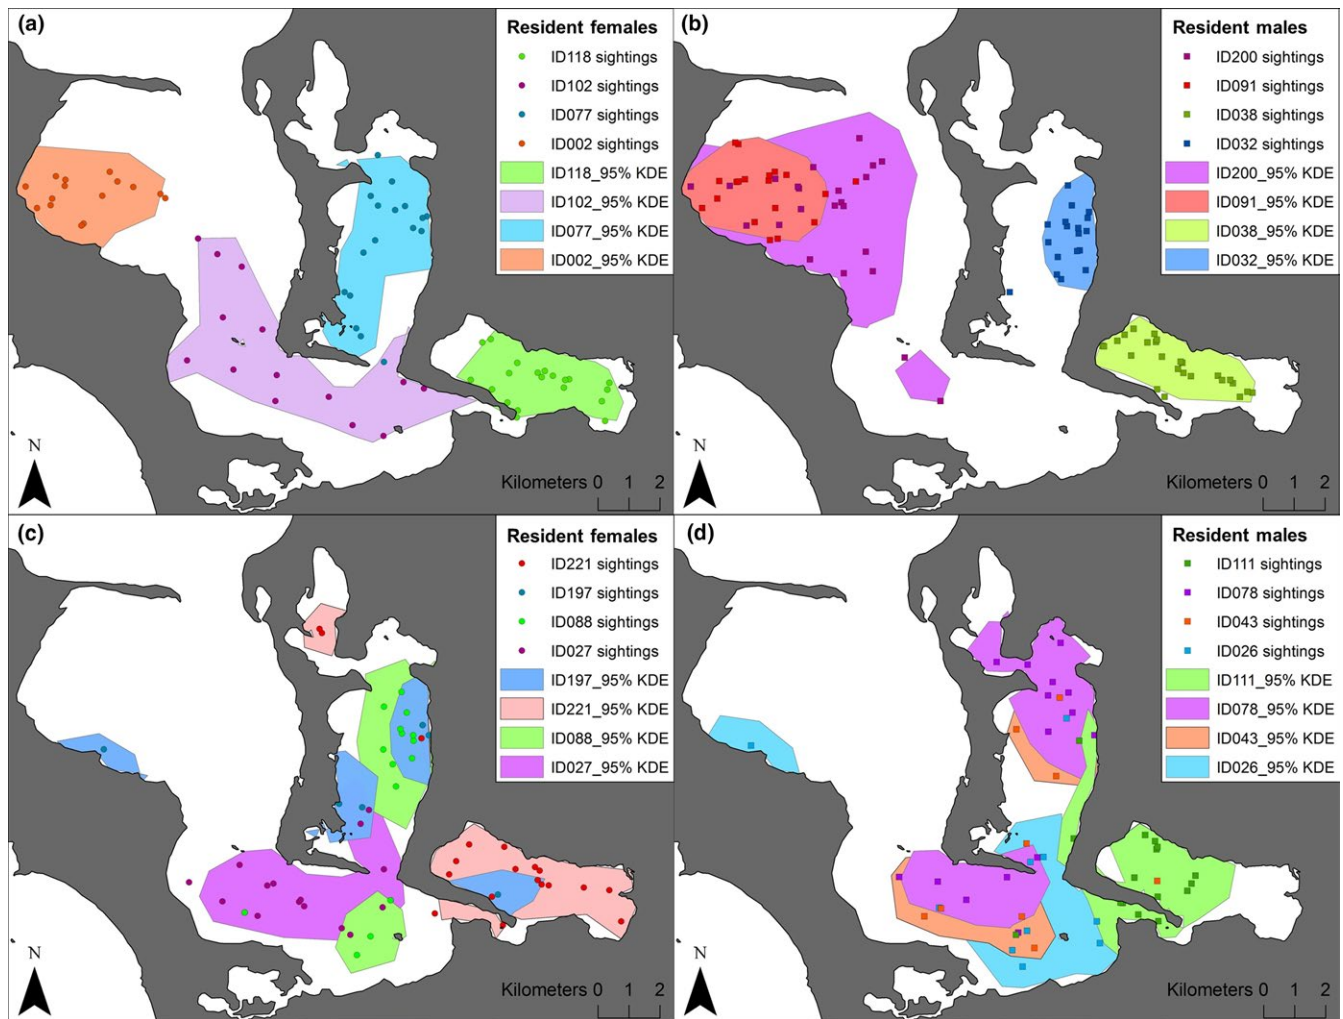 (a)
Resident females
ID118 sightings
ID102 sightings
ID077 sightings
ID002 sightings
ID118_95% KDE
ID102_95% KDE
ID077_95% KDE
ID002_95% KDE
N
Kilometers 0 1 2
(b)
Resident males
ID200 sightings
ID091 sightings
ID038 sightings
ID032 sightings
ID200_95% KDE
ID091_95% KDE
ID038_95% KDE
ID032_95% KDE
N
Kilometers 0 1 2
(c)
Resident females
ID221 sightings
ID197 sightings
ID088 sightings
ID027 sightings
ID197_95% KDE
ID221_95% KDE
ID088_95% KDE
ID027_95% KDE
N
Kilometers 0 1 2
(d)
Resident males
ID111 sightings
ID078 sightings
ID043 sightings
ID026 sightings
ID111_95% KDE
ID078_95% KDE
ID043_95% KDE
ID026_95% KDE
N
Kilometers 0 1 2